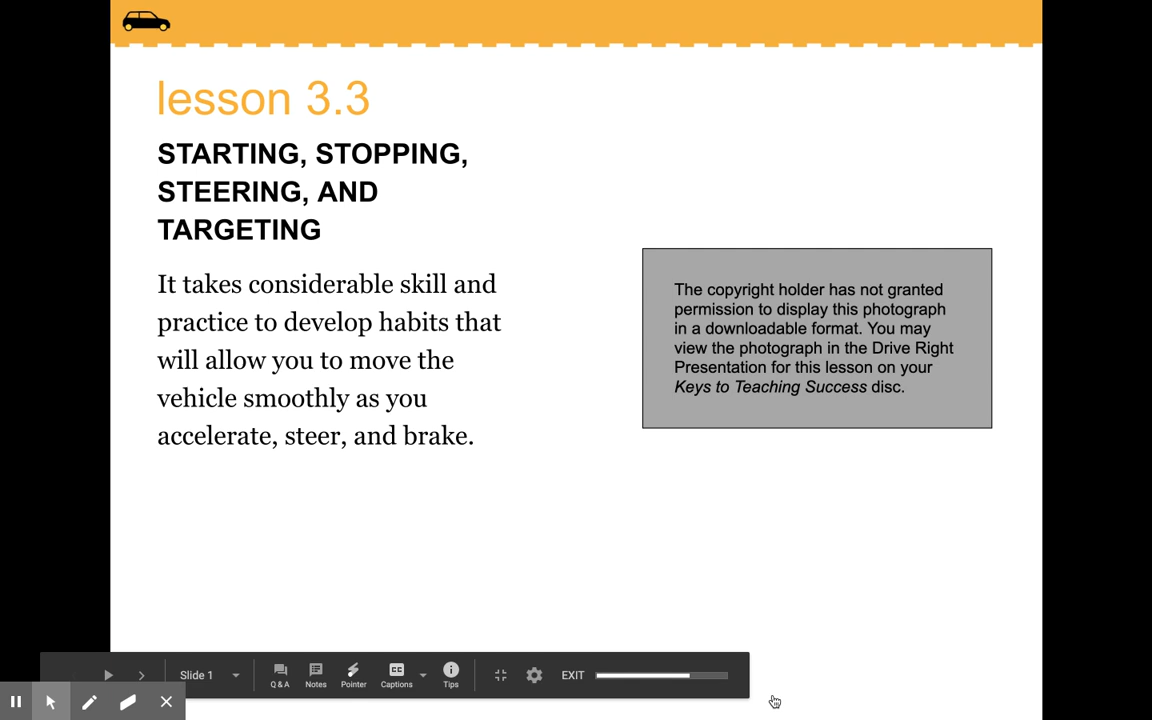 lesson 3.3
STARTING, STOPPING,
STEERING, AND
TARGETING
It takes considerable skill and
practice to develop habits that
will allow you to move the
vehicle smoothly as you
accelerate, steer, and brake.
The copyright holder has not granted
permission to display this photograph
in a downloadable format. You may
view the photograph in the Drive Right
Presentation for this lesson on your
Keys to Teaching Success disc.
Slide 1
Q & A
Notes
Pointer
CC
Captions
Tips
EXIT